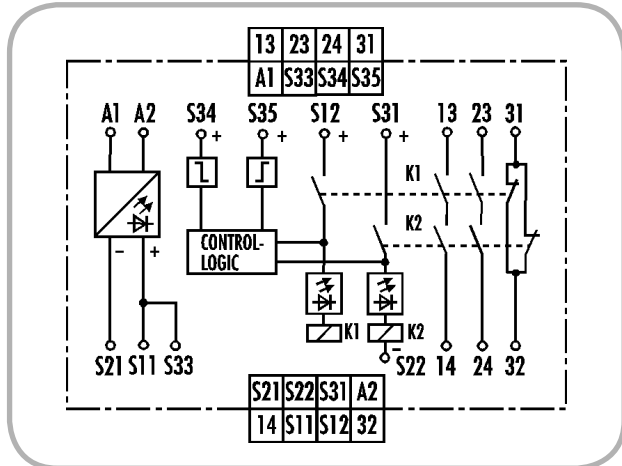 13 23 24 31
A1 S33 S34 S35
A1 A2 S34 S35 S12 S31 13 23 31
+ + + +
K1
K2
CONTROL-
LOGIC
− +
K1 K2
−
S21 S11 S33 S22 14 24 32
S21 S22 S31 A2
14 S11 S12 32